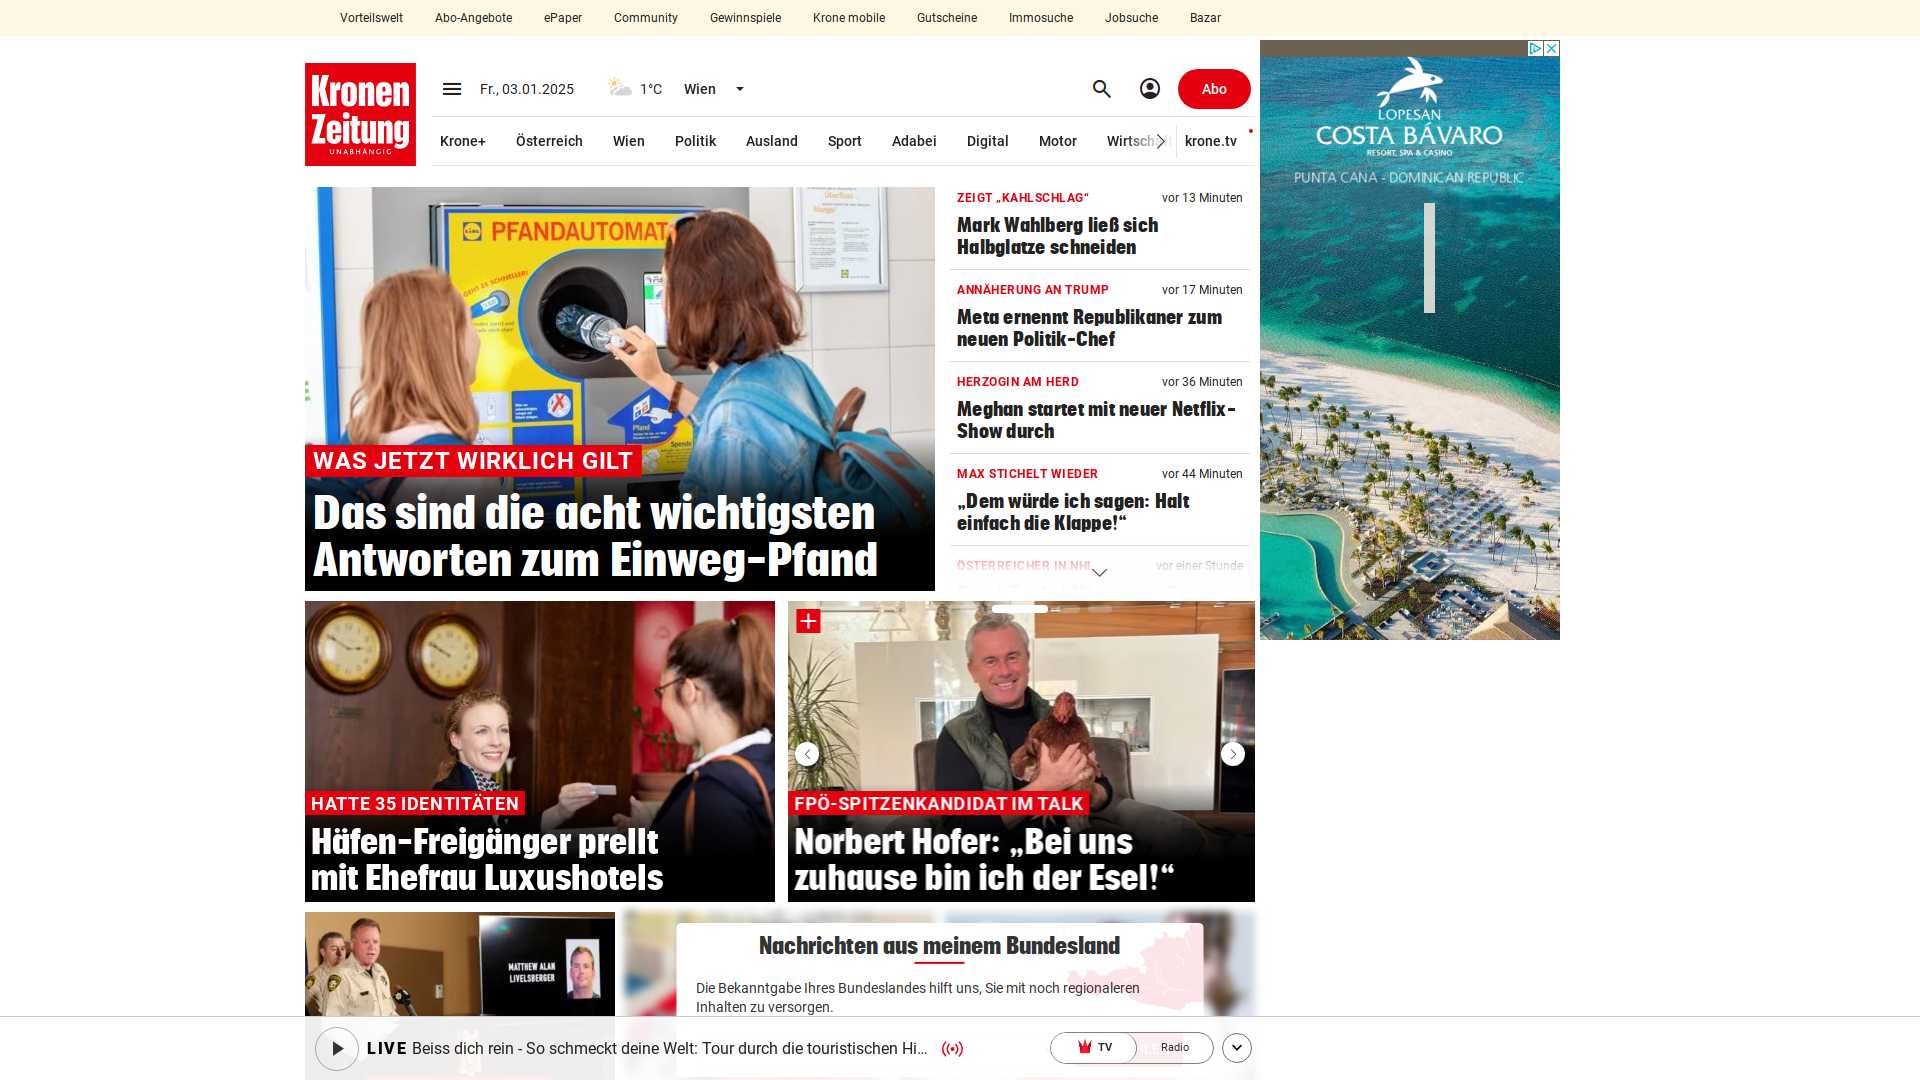 Vorteilswelt Abo-Angebote ePaper Community Gewinnspiele Krone mobile Gutscheine Immosuche Jobsuche Bazar
Kronen
Zeitung
UNABHÄNGIG
Fr., 03.01.2025 1°C Wien Abo
Krone+ Österreich Wien Politik Ausland Sport Adabei Digital Motor Wirtschaft krone.tv
LOPESAN
COSTA BÁVARO
RESORT, SPA & CASINO
PUNTA CANA - DOMINICAN REPUBLIC -
PFANDAUTOMAT
GEHT ES SCHNELLER!
Pfand
Spende
WAS JETZT WIRKLICH GILT
Das sind die acht wichtigsten
Antworten zum Einweg-Pfand
ZEIGT „KAHLSCHLAG“ vor 13 Minuten
Mark Wahlberg ließ sich
Halbglatze schneiden
ANNÄHERUNG AN TRUMP vor 17 Minuten
Meta ernennt Republikaner zum
neuen Politik-Chef
HERZOGIN AM HERD vor 36 Minuten
Meghan startet mit neuer Netflix-
Show durch
MAX STICHELT WIEDER vor 44 Minuten
„Dem würde ich sagen: Halt
einfach die Klappe!“
ÖSTERREICHER IN NHL vor einer Stunde
HATTE 35 IDENTITÄTEN
Häfen-Freigänger prellt
mit Ehefrau Luxushotels
FPÖ-SPITZENKANDIDAT IM TALK
Norbert Hofer: „Bei uns
zuhause bin ich der Esel!“
MATTHEW ALAN
LIVELSBERGER
Nachrichten aus meinem Bundesland
Die Bekanntgabe Ihres Bundeslandes hilft uns, Sie mit noch regionaleren
Inhalten zu versorgen.
LIVE Beiss dich rein - So schmeckt deine Welt: Tour durch die touristischen Hi... TV Radio